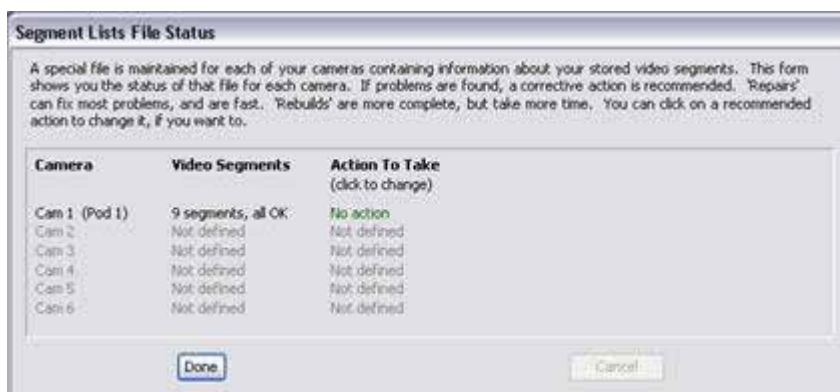 Segment Lists File Status
A special file is maintained for each of your cameras containing information about your stored video segments. This form
shows you the status of that file for each camera. If problems are found, a corrective action is recommended. 'Repairs'
can fix most problems, and are fast. 'Rebuilds' are more complete, but take more time. You can click on a recommended
action to change it, if you want to.
Camera Video Segments Action To Take
(click to change)
Cam 1 (Pod 1) 9 segments, all OK No action
Cam 2 Not defined Not defined
Cam 3 Not defined Not defined
Cam 4 Not defined Not defined
Cam 5 Not defined Not defined
Cam 6 Not defined Not defined
Done Cancel